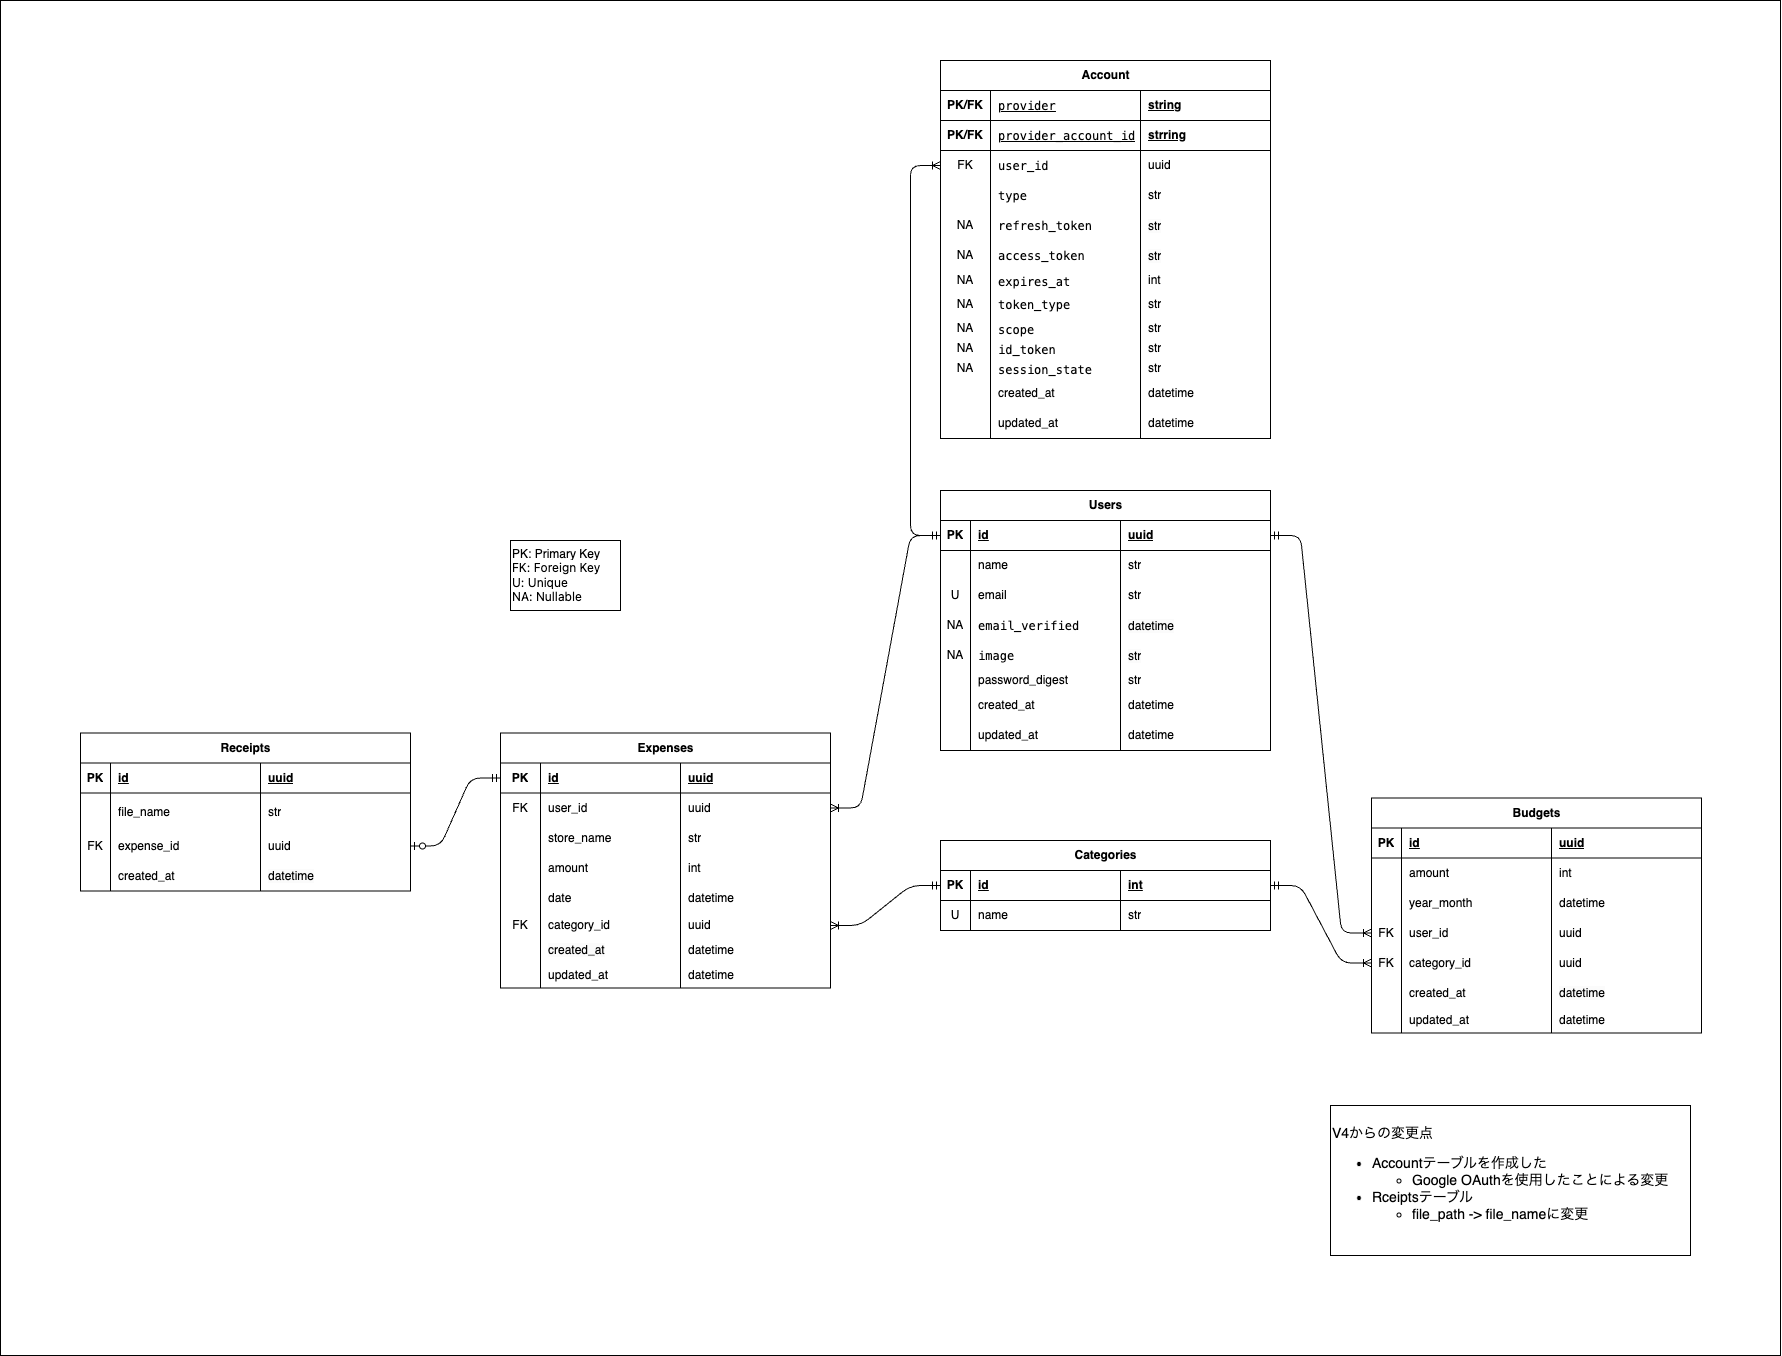 Account
PK/FK provider string
PK/FK provider_account_id strring
FK user_id uuid
type str
NA refresh_token str
NA access_token str
NA expires_at int
NA token_type str
NA scope str
NA id_token str
NA session_state str
created_at datetime
updated_at datetime
Users
PK id uuid
name str
U email str
NA email_verified datetime
NA image str
password_digest str
created_at datetime
updated_at datetime
PK: Primary Key
FK: Foreign Key
U: Unique
NA: Nullable
Receipts
PK id uuid
file_name str
FK expense_id uuid
created_at datetime
Expenses
PK id uuid
FK user_id uuid
store_name str
amount int
date datetime
FK category_id uuid
created_at datetime
updated_at datetime
Categories
PK id int
U name str
Budgets
PK id uuid
amount int
year_month datetime
FK user_id uuid
FK category_id uuid
created_at datetime
updated_at datetime
V4からの変更点
• Accountテーブルを作成した
◦ Google OAuthを使用したことによる変更
• Rceiptsテーブル
◦ file_path -> file_nameに変更